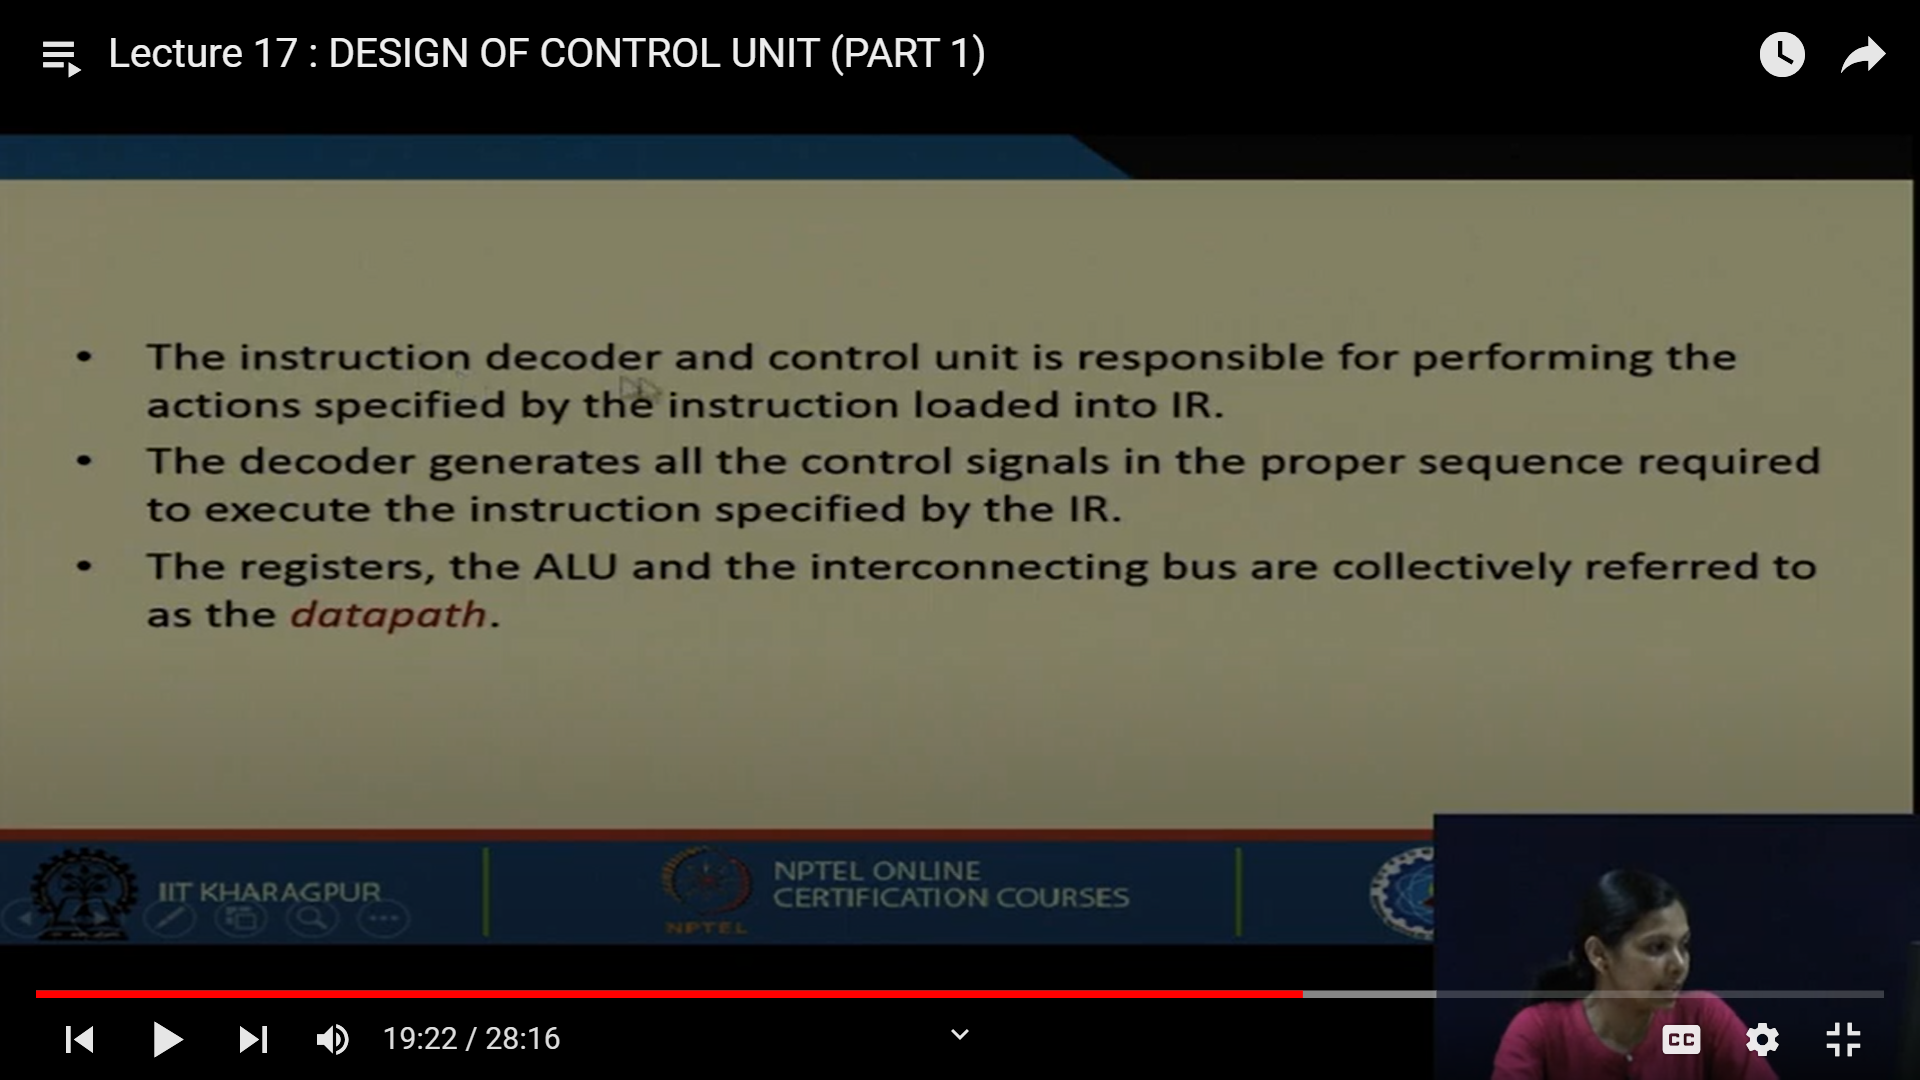 Lecture 17 : DESIGN OF CONTROL UNIT (PART 1)
• The instruction decoder and control unit is responsible for performing the
actions specified by the instruction loaded into IR.
• The decoder generates all the control signals in the proper sequence required
to execute the instruction specified by the IR.
• The registers, the ALU and the interconnecting bus are collectively referred to
as the datapath.
IIT KHARAGPUR
NPTEL
NPTEL ONLINE
CERTIFICATION COURSES
19:22 / 28:16
CC